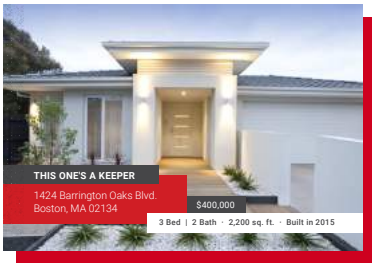 THIS ONE'S A KEEPER
1424 Barrington Oaks Blvd.
Boston, MA 02134
$400,000
3 Bed | 2 Bath · 2,200 sq. ft. · Built in 2015